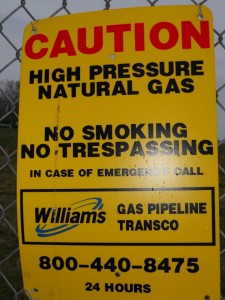 CAUTION
HIGH PRESSURE
NATURAL GAS
NO SMOKING
NO TRESPASSING
IN CASE OF EMERGENCY CALL
Williams GAS PIPELINE
TRANSCO
800-440-8475
24 HOURS